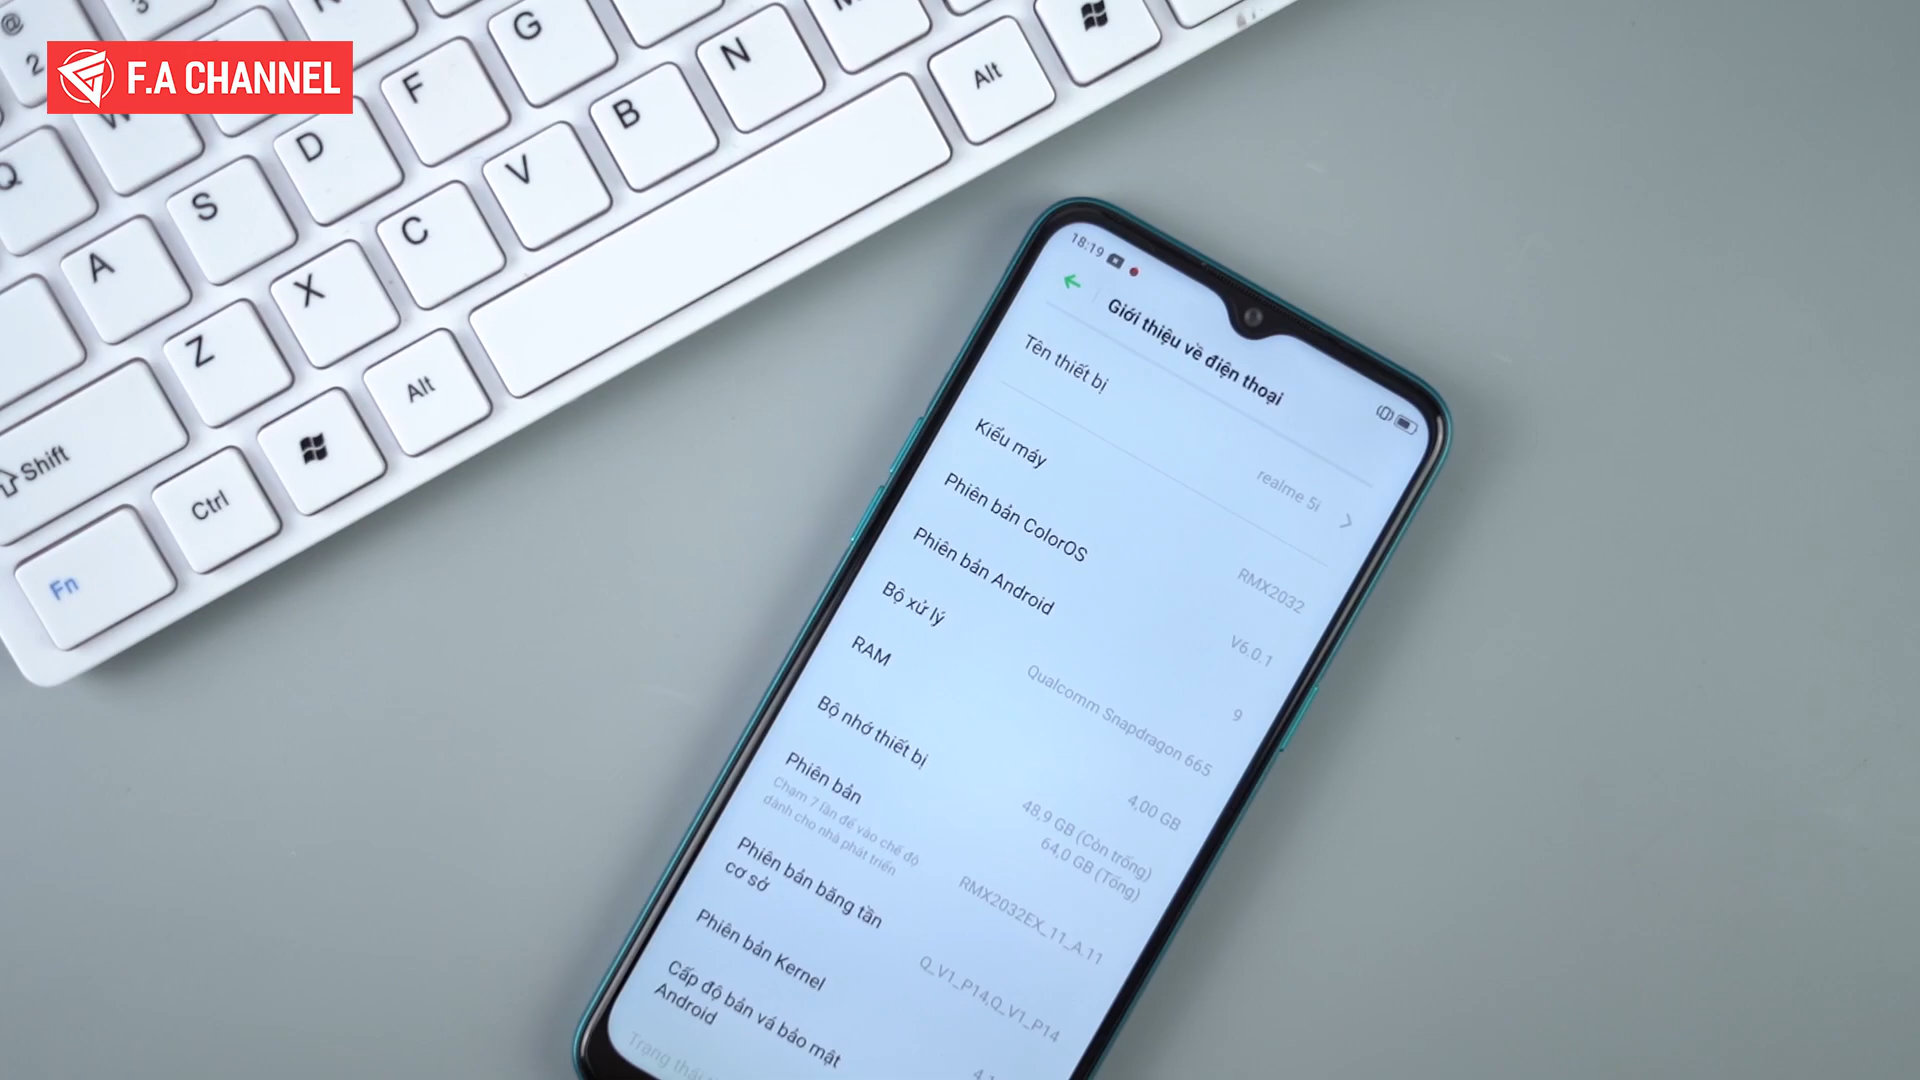 F.A CHANNEL
@
2
3
G
F
D
S
A
Q
N
B
V
C
X
Z
Alt
Alt
Shift
Ctrl
Fn
18:19
Giới thiệu về điện thoại
Tên thiết bị
realme 5i
Kiểu máy
RMX2032
Phiên bản ColorOS
V6.0.1
Phiên bản Android
9
Bộ xử lý
Qualcomm Snapdragon 665
RAM
4,00 GB
Bộ nhớ thiết bị
48,9 GB (Còn trống)
64,0 GB (Tổng)
Phiên bản
Chạm 7 lần để vào chế độ
dành cho nhà phát triển
RMX2032EX_11_A.11
Phiên bản băng tần
cơ sở
Q_V1_P14,Q_V1_P14
Phiên bản Kernel
Cấp độ bản vá bảo mật
Android
Trạng thái